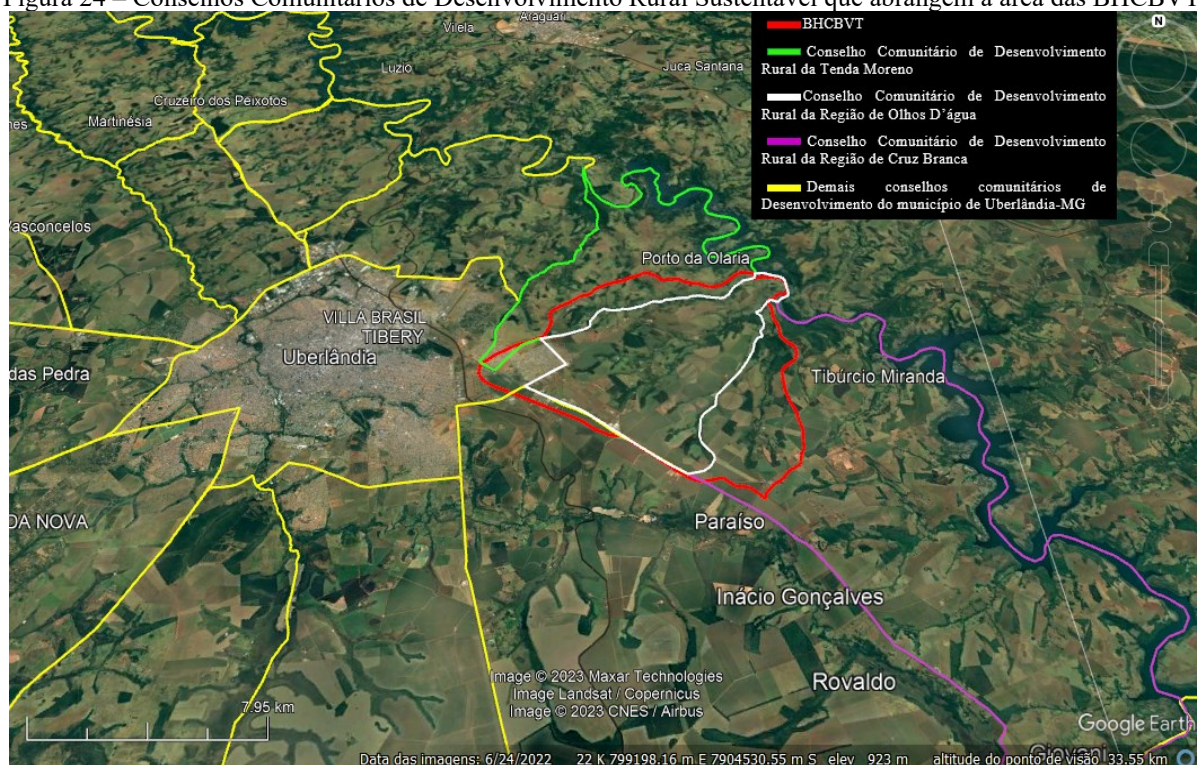 Figura 24 – Conselhos Comunitários de Desenvolvimento Rural Sustentável que abrangem a área das BHCBVT
BHCBVT
Conselho Comunitário de Desenvolvimento
Rural da Tenda Moreno
Conselho Comunitário de Desenvolvimento
Rural da Região de Olhos D'água
Conselho Comunitário de Desenvolvimento
Rural da Região de Cruz Branca
Demais conselhos comunitários de
Desenvolvimento do município de Uberlândia-MG
N
Araguari
Vilela
Luzio
Juca Santana
Cruzeiro dos Peixotos
Martinésia
nes
Vasconcelos
Porto da Olaria
VILLA BRASIL
TIBERY
Uberlândia
das Pedra
Tibúrcio Miranda
DA NOVA
Paraíso
Inácio Gonçalves
Rovaldo
Image © 2023 Maxar Technologies
Image Landsat / Copernicus
Image © 2023 CNES / Airbus
7.95 km
Google Earth
Giovani
Data das imagens: 6/24/2022 22 K 799198.16 m E 7904530.55 m S elev 923 m altitude do ponto de visão 33.55 km